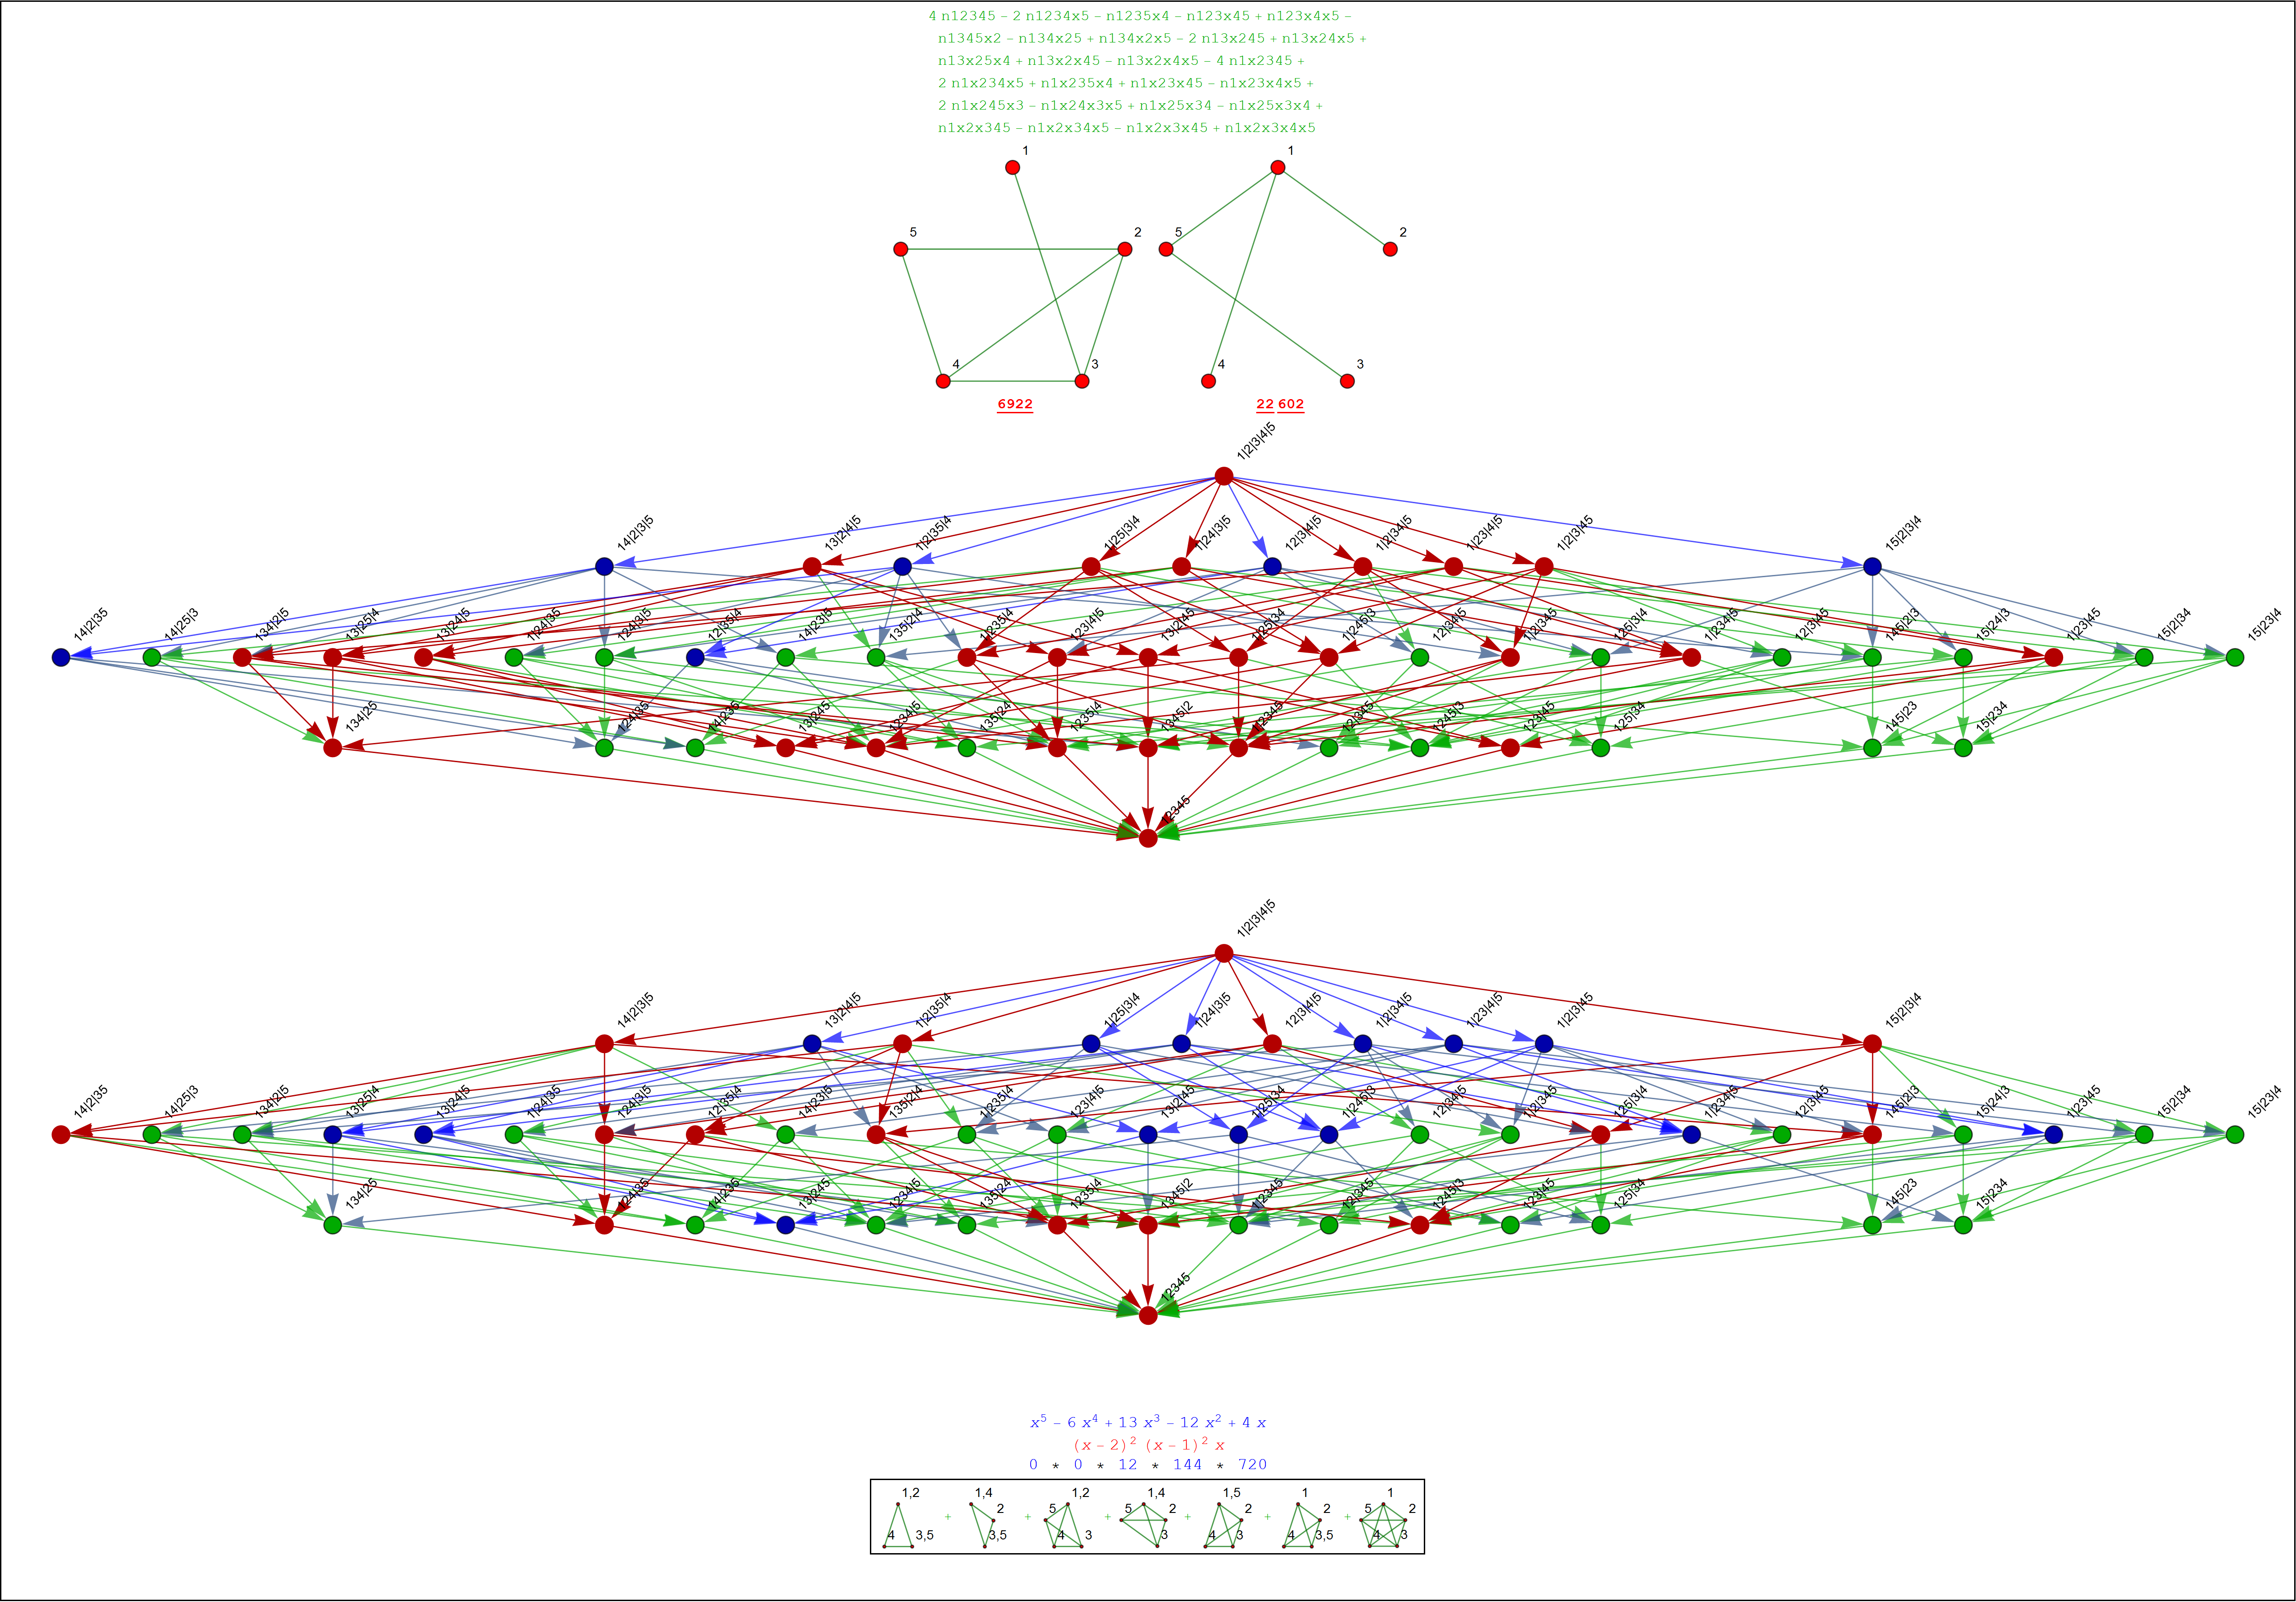 4 n12345 – 2 n1234x5 – n1235x4 – n123x45 + n123x4x5 –
n1345x2 – n134x25 + n134x2x5 – 2 n13x245 + n13x24x5 +
n13x25x4 + n13x2x45 – n13x2x4x5 – 4 n1x2345 +
2 n1x234x5 + n1x235x4 + n1x23x45 – n1x23x4x5 +
2 n1x245x3 – n1x24x3x5 + n1x25x34 – n1x25x3x4 +
n1x2x345 – n1x2x34x5 – n1x2x3x45 + n1x2x3x4x5
1 1
5 2 5 2
4 3 4 3
6922 22 602
1|2|3|4|5
14|2|3|5 13|2|4|5 1|2|35|4 1|25|3|4 1|24|3|5 12|3|4|5 1|2|34|5 1|23|4|5 1|2|3|45 15|2|3|4
14|2|35 14|25|3 134|2|5 13|25|4 13|24|5 1|24|35 124|3|5 12|35|4 14|23|5 135|2|4 1|235|4 123|4|5 13|2|45 1|25|34 1|245|3 12|34|5 1|2|345 125|3|4 1|234|5 12|3|45 145|2|3 15|24|3 1|23|45 15|2|34 15|23|4
134|25 124|35 14|235 13|245 1234|5 135|24 1235|4 1345|2 1|2345 12|345 1245|3 123|45 125|34 145|23 15|234
12345
1|2|3|4|5
14|2|3|5 13|2|4|5 1|2|35|4 1|25|3|4 1|24|3|5 12|3|4|5 1|2|34|5 1|23|4|5 1|2|3|45 15|2|3|4
14|2|35 14|25|3 134|2|5 13|25|4 13|24|5 1|24|35 124|3|5 12|35|4 14|23|5 135|2|4 1|235|4 123|4|5 13|2|45 1|25|34 1|245|3 12|34|5 1|2|345 125|3|4 1|234|5 12|3|45 145|2|3 15|24|3 1|23|45 15|2|34 15|23|4
134|25 124|35 14|235 13|245 1234|5 135|24 1235|4 1345|2 1|2345 12|345 1245|3 123|45 125|34 145|23 15|234
12345
x⁵ – 6 x⁴ + 13 x³ – 12 x² + 4 x
(x – 2)² (x – 1)² x
0 * 0 * 12 * 144 * 720
1,2 1,4 1,2 1,4 1,5 1 1
2 5 5 2 2 2 5 2
+ + + + + +
4 3,5 3,5 4 3 3 4 3 4 3,5 4 3